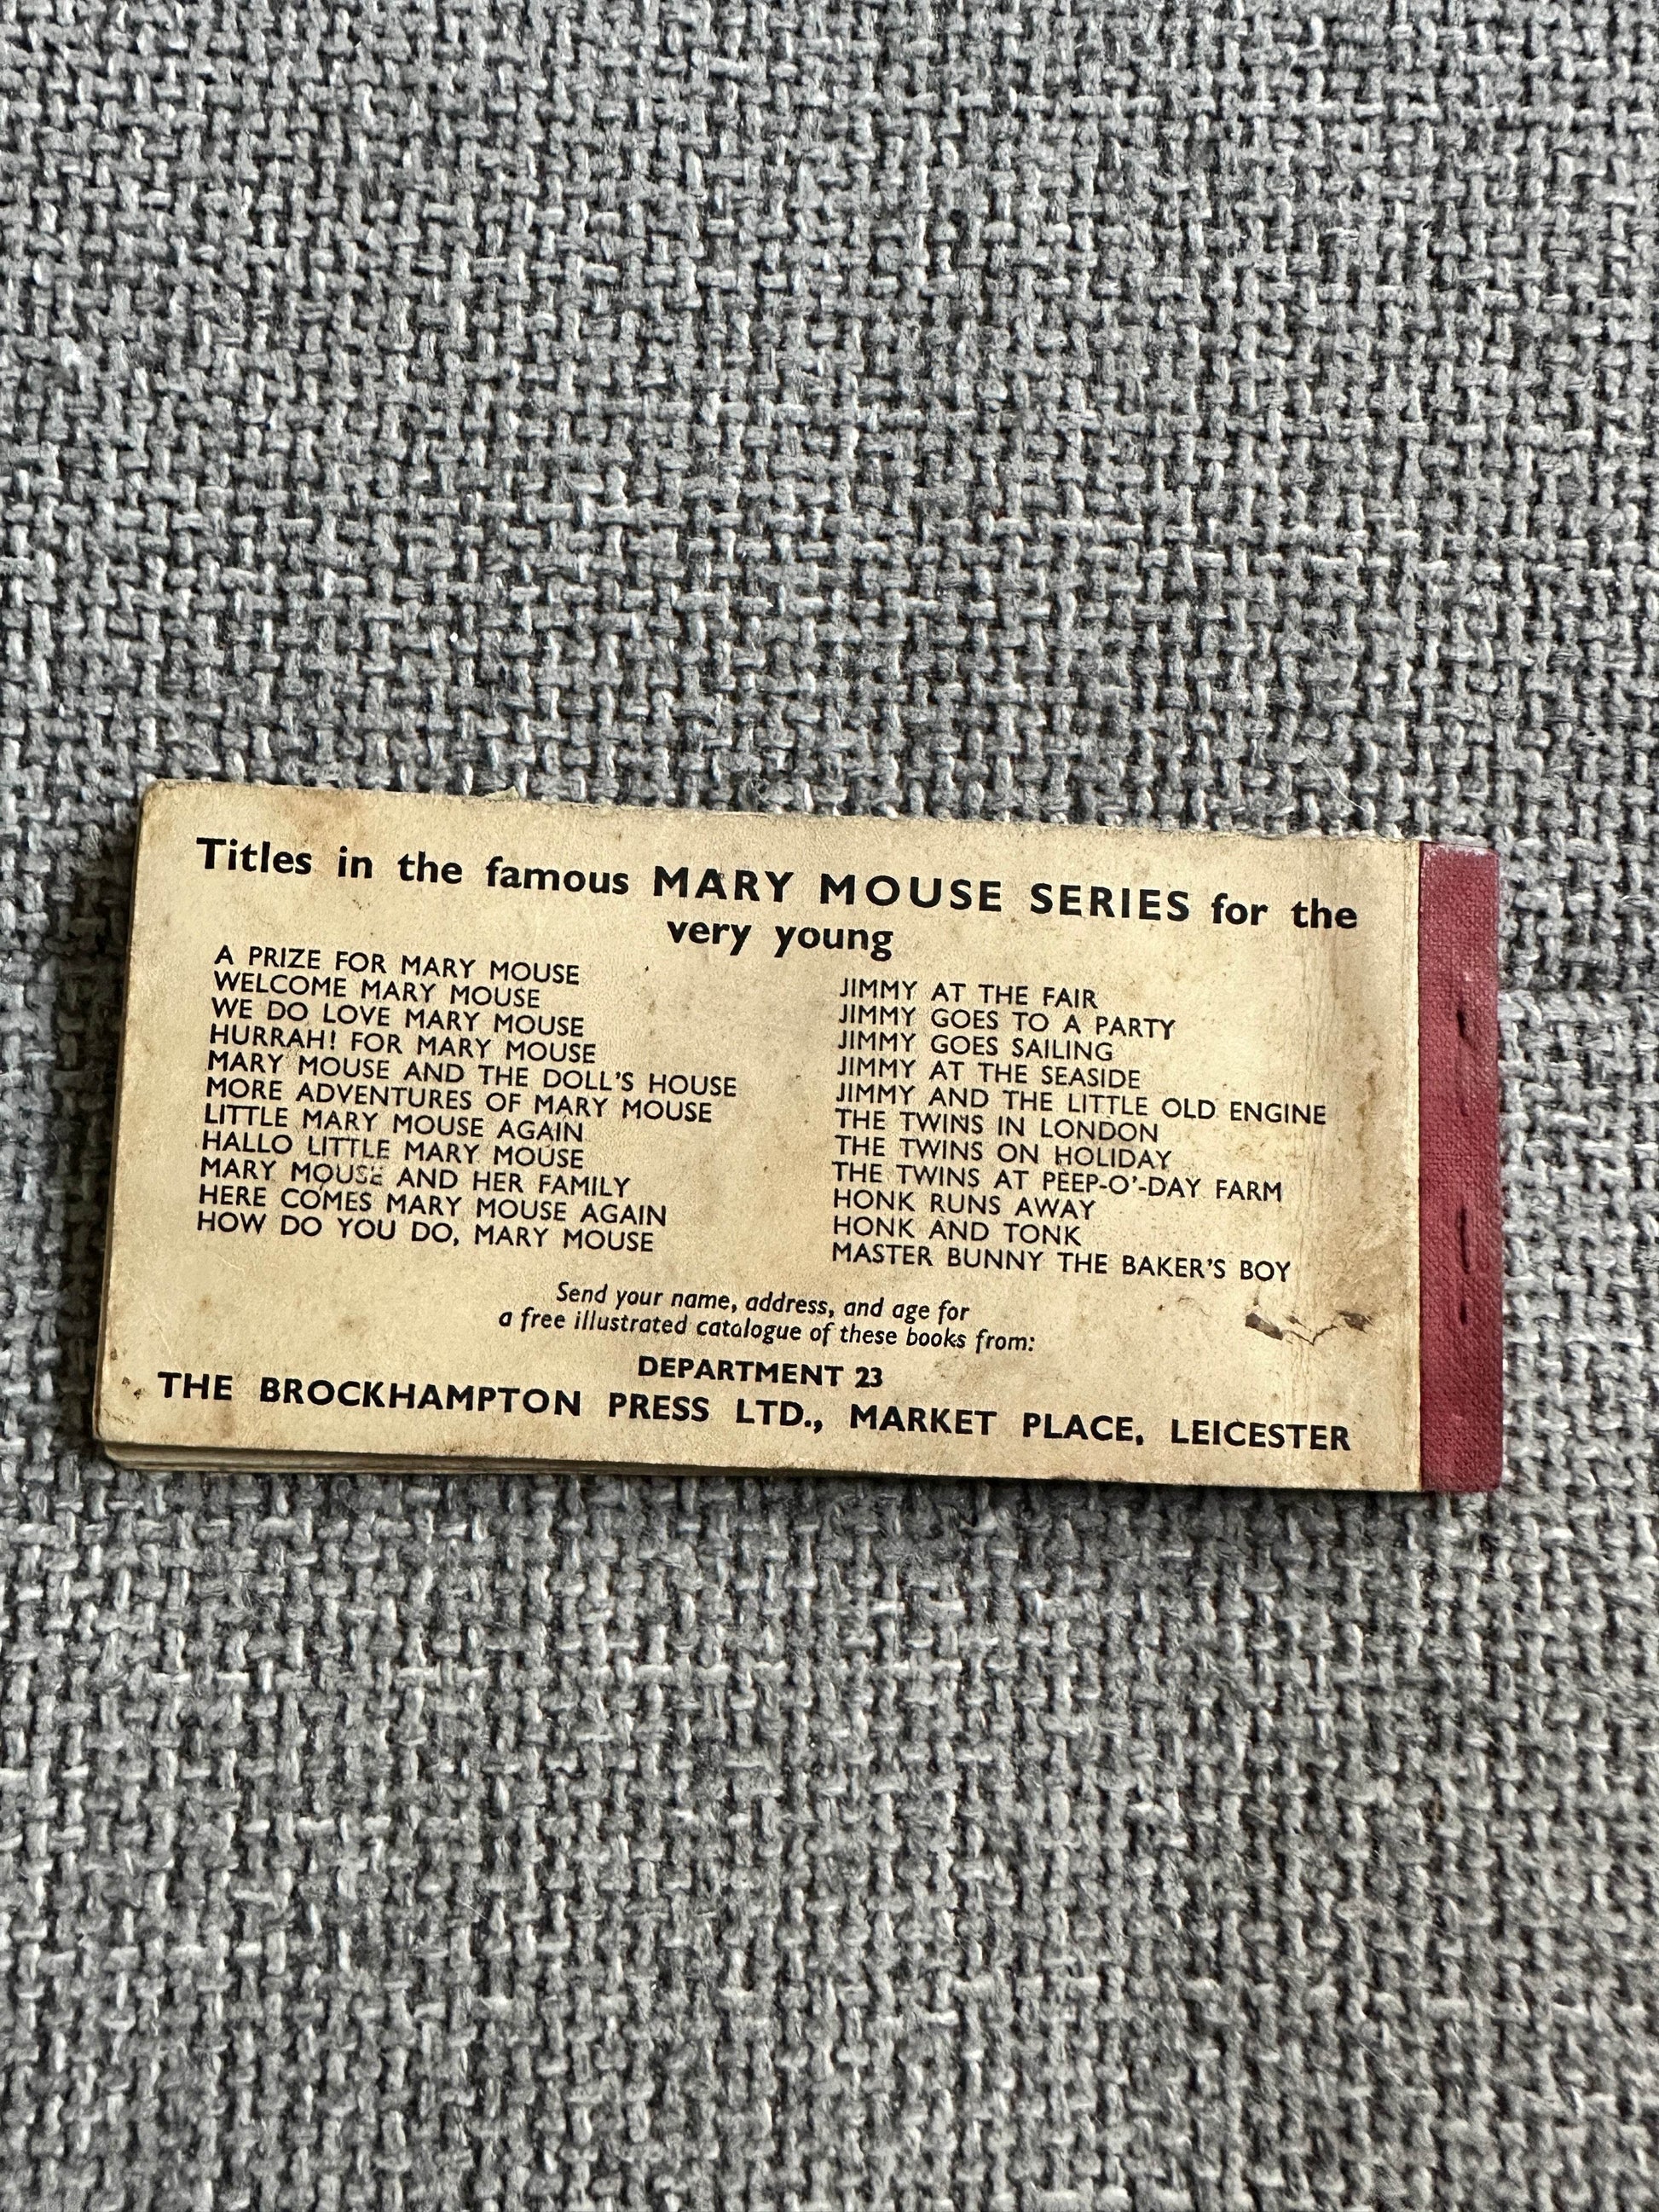 Titles in the famous MARY MOUSE SERIES for the
very young
A PRIZE FOR MARY MOUSE
WELCOME MARY MOUSE
WE DO LOVE MARY MOUSE
HURRAH! FOR MARY MOUSE
MARY MOUSE AND THE DOLL'S HOUSE
MORE ADVENTURES OF MARY MOUSE
LITTLE MARY MOUSE AGAIN
HALLO LITTLE MARY MOUSE
MARY MOUSE AND HER FAMILY
HERE COMES MARY MOUSE AGAIN
HOW DO YOU DO, MARY MOUSE
JIMMY AT THE FAIR
JIMMY GOES TO A PARTY
JIMMY GOES SAILING
JIMMY AT THE SEASIDE
JIMMY AND THE LITTLE OLD ENGINE
THE TWINS IN LONDON
THE TWINS ON HOLIDAY
THE TWINS AT PEEP-O'-DAY FARM
HONK RUNS AWAY
HONK AND TONK
MASTER BUNNY THE BAKER'S BOY
Send your name, address, and age for
a free illustrated catalogue of these books from:
DEPARTMENT 23
THE BROCKHAMPTON PRESS LTD., MARKET PLACE, LEICESTER